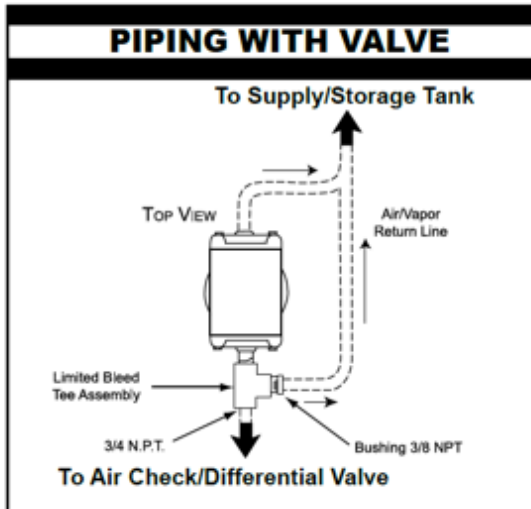 PIPING WITH VALVE
To Supply/Storage Tank
TOP VIEW
Air/Vapor
Return Line
Limited Bleed
Tee Assembly
3/4 N.P.T.
Bushing 3/8 NPT
To Air Check/Differential Valve